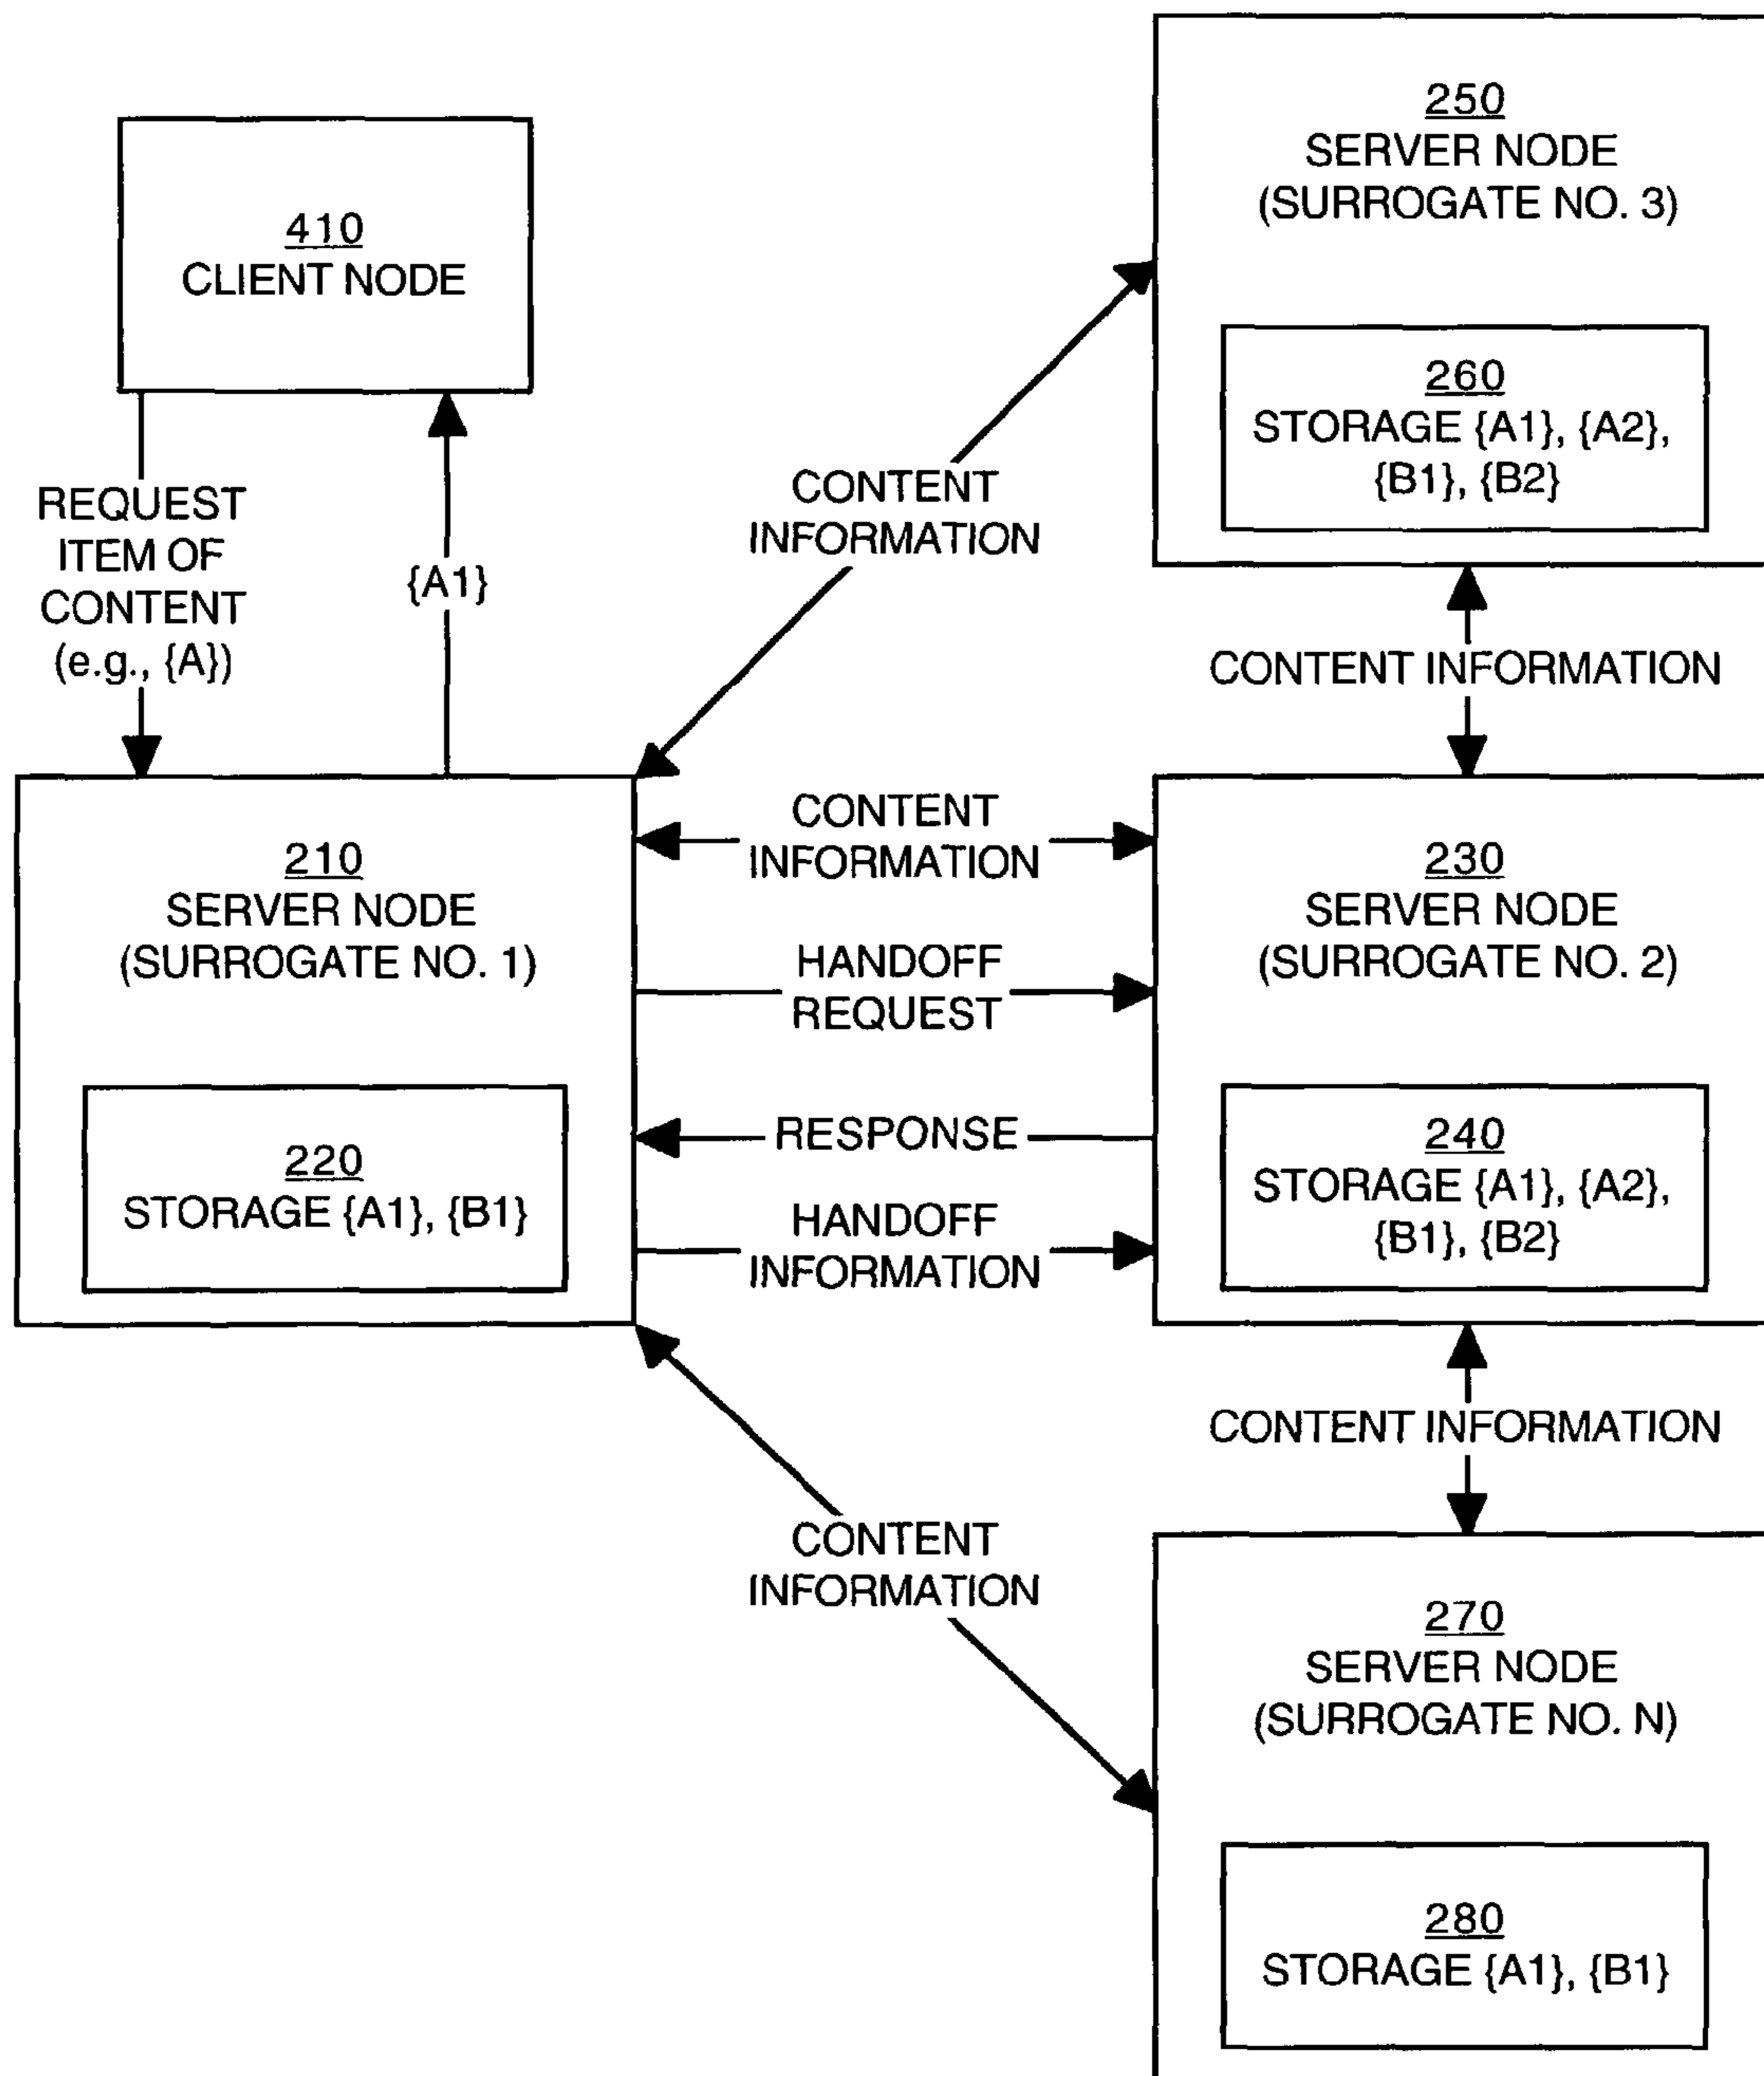 250
SERVER NODE
(SURROGATE NO. 3)
260
STORAGE {A1}, {A2},
{B1}, {B2}
410
CLIENT NODE
REQUEST
ITEM OF
CONTENT
(e.g., {A})
{A1}
CONTENT
INFORMATION
CONTENT INFORMATION
210
SERVER NODE
(SURROGATE NO. 1)
220
STORAGE {A1}, {B1}
CONTENT
INFORMATION
HANDOFF
REQUEST
RESPONSE
HANDOFF
INFORMATION
230
SERVER NODE
(SURROGATE NO. 2)
240
STORAGE {A1}, {A2},
{B1}, {B2}
CONTENT INFORMATION
CONTENT
INFORMATION
270
SERVER NODE
(SURROGATE NO. N)
280
STORAGE {A1}, {B1}